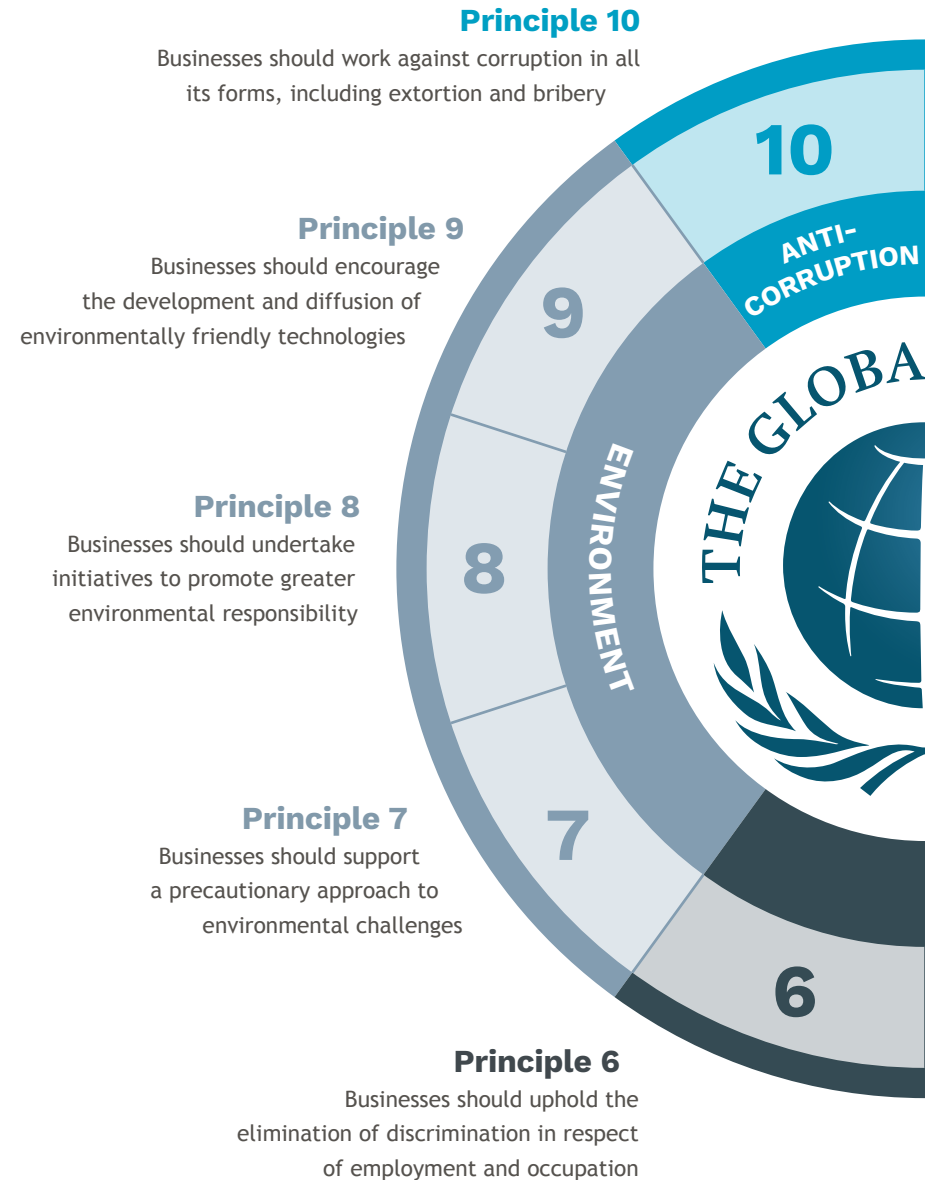 Principle 10
Businesses should work against corruption in all
its forms, including extortion and bribery
10
ANTI-
CORRUPTION
Principle 9
Businesses should encourage
the development and diffusion of
environmentally friendly technologies
9
THE GLOBA
ENVIRONMENT
Principle 8
Businesses should undertake
initiatives to promote greater
environmental responsibility
8
Principle 7
Businesses should support
a precautionary approach to
environmental challenges
7
6
Principle 6
Businesses should uphold the
elimination of discrimination in respect
of employment and occupation